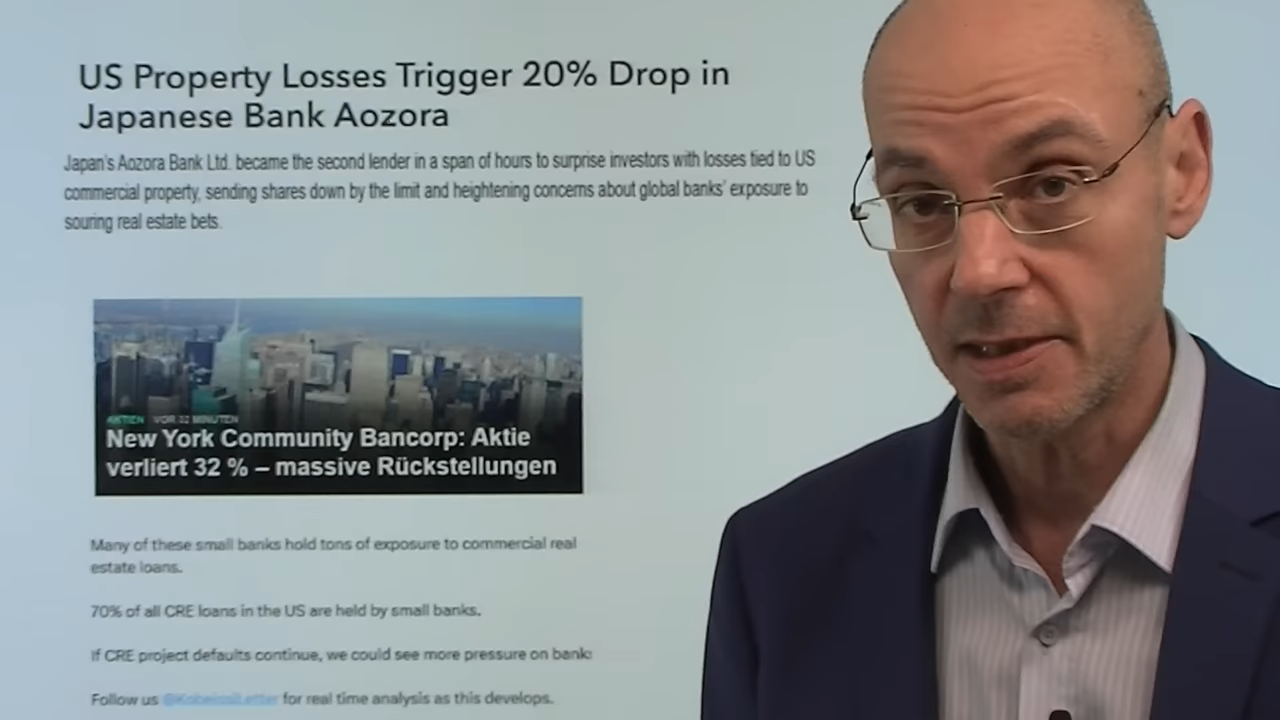 US Property Losses Trigger 20% Drop in
Japanese Bank Aozora
Japan's Aozora Bank Ltd. became the second lender in a span of hours to surprise investors with losses tied to US
commercial property, sending shares down by the limit and heightening concerns about global banks' exposure to
souring real estate bets.
AKTIEN VOR 32 MINUTEN
New York Community Bancorp: Aktie
verliert 32 % – massive Rückstellungen
Many of these small banks hold tons of exposure to commercial real
estate loans.
70% of all CRE loans in the US are held by small banks.
If CRE project defaults continue, we could see more pressure on bank
Follow us @KobeissiLetter for real time analysis as this develops.